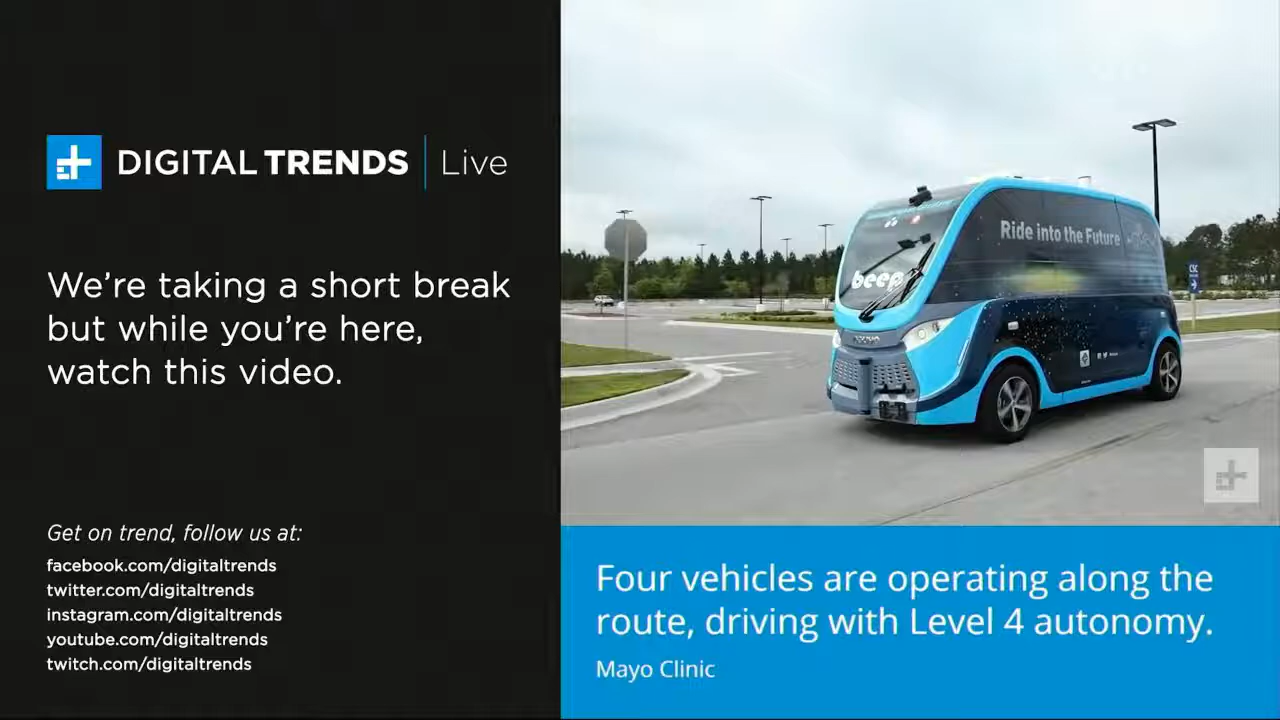 DIGITAL TRENDS | Live
We're taking a short break
but while you're here,
watch this video.
Get on trend, follow us at:
facebook.com/digitaltrends
twitter.com/digitaltrends
instagram.com/digitaltrends
youtube.com/digitaltrends
twitch.com/digitaltrends
Ride into the Future
beep
CSC
Four vehicles are operating along the
route, driving with Level 4 autonomy.
Mayo Clinic